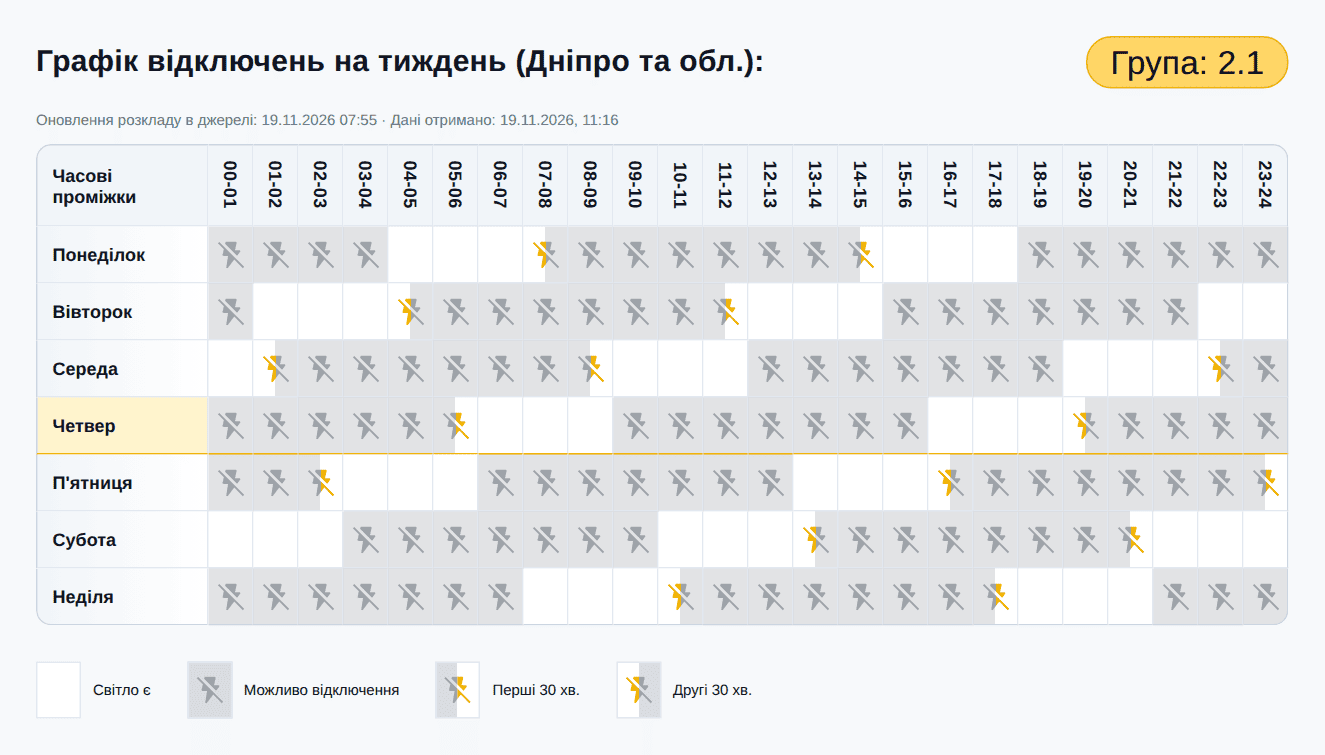 Графік відключень на тиждень (Дніпро та обл.):
Група: 2.1
Оновлення розкладу в джерелі: 19.11.2026 07:55 · Дані отримано: 19.11.2026, 11:16
Часові
проміжки
00-01 01-02 02-03 03-04 04-05 05-06 06-07 07-08 08-09 09-10 10-11 11-12 12-13 13-14 14-15 15-16 16-17 17-18 18-19 19-20 20-21 21-22 22-23 23-24
Понеділок
Вівторок
Середа
Четвер
П'ятниця
Субота
Неділя
Світло є
Можливо відключення
Перші 30 хв.
Другі 30 хв.